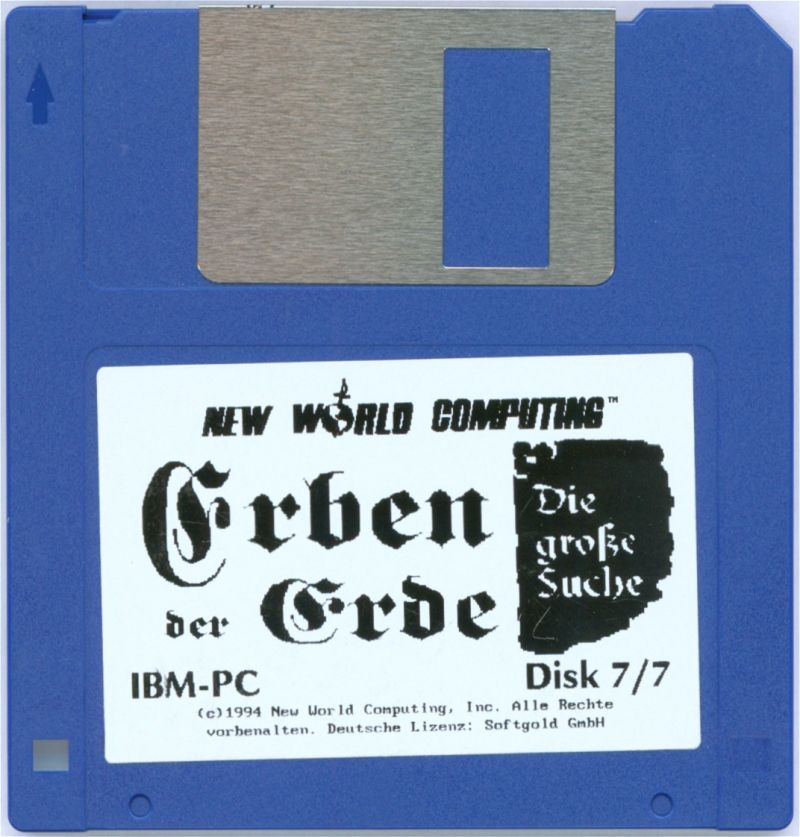 NEW WORLD COMPUTING™
Erben
der Erde
Die
große
Suche
IBM-PC
Disk 7/7
(c)1994 New World Computing, Inc. Alle Rechte
vorbenalten. Deutsche Lizenz: Softgold GmbH